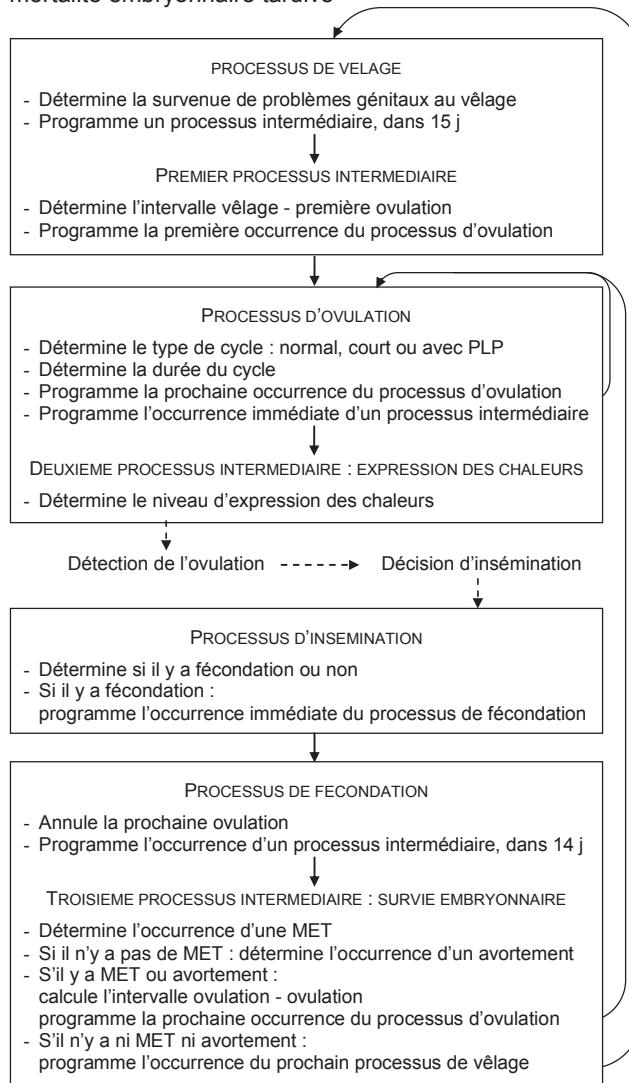 mortalité embryonnaire tardive
PROCESSUS DE VELAGE
- Détermine la survenue de problèmes génitaux au vêlage
- Programme un processus intermédiaire, dans 15 j
PREMIER PROCESSUS INTERMEDIAIRE
- Détermine l'intervalle vêlage - première ovulation
- Programme la première occurrence du processus d'ovulation
PROCESSUS D'OVULATION
- Détermine le type de cycle : normal, court ou avec PLP
- Détermine la durée du cycle
- Programme la prochaine occurrence du processus d'ovulation
- Programme l'occurrence immédiate d'un processus intermédiaire
DEUXIEME PROCESSUS INTERMEDIAIRE : EXPRESSION DES CHALEURS
- Détermine le niveau d'expression des chaleurs
Détection de l'ovulation
Décision d'insémination
PROCESSUS D'INSEMINATION
- Détermine si il y a fécondation ou non
- Si il y a fécondation :
programme l'occurrence immédiate du processus de fécondation
PROCESSUS DE FECONDATION
- Annule la prochaine ovulation
- Programme l'occurrence d'un processus intermédiaire, dans 14 j
TROISIEME PROCESSUS INTERMEDIAIRE : SURVIE EMBRYONNAIRE
- Détermine l'occurrence d'une MET
- Si il n'y a pas de MET : détermine l'occurrence d'un avortement
- S'il y a MET ou avortement :
calcule l'intervalle ovulation - ovulation
programme la prochaine occurrence du processus d'ovulation
- S'il n'y a ni MET ni avortement :
programme l'occurrence du prochain processus de vêlage